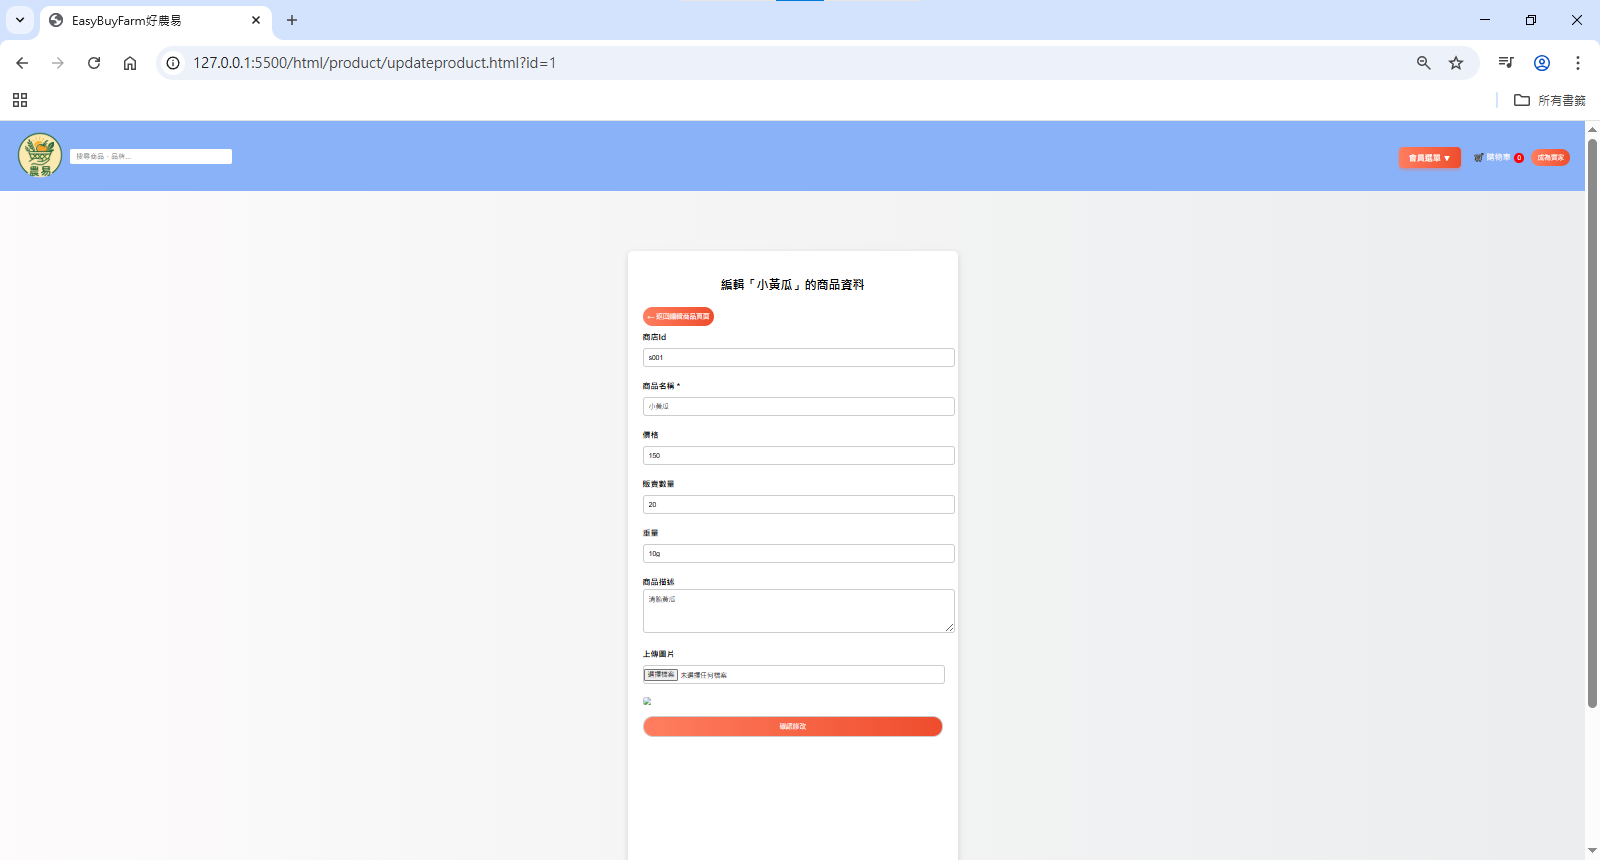 EasyBuyFarm好農易
127.0.0.1:5500/html/product/updateproduct.html?id=1
所有書籤
農易
搜尋商品、品牌...
會員選單 ▼
購物車 0
成為賣家
編輯「小黃瓜」的商品資料
← 返回編輯商品頁面
商店Id
s001
商品名稱 *
小黃瓜
價格
150
販賣數量
20
重量
10g
商品描述
清脆黃瓜
上傳圖片
選擇檔案 未選擇任何檔案
確認修改